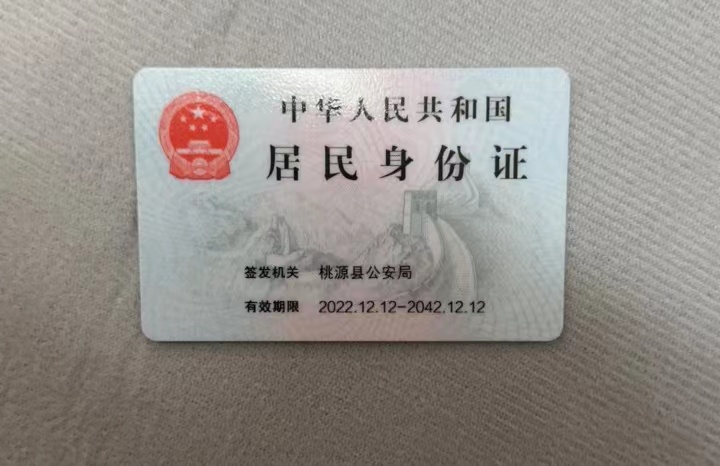 中华人民共和国
居民身份证
签发机关 桃源县公安局
有效期限 2022.12.12-2042.12.12